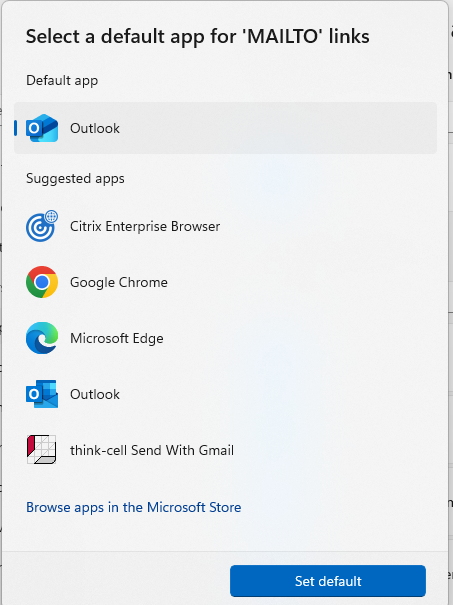 Select a default app for 'MAILTO' links
Default app
Outlook
Suggested apps
Citrix Enterprise Browser
Google Chrome
Microsoft Edge
Outlook
think-cell Send With Gmail
Browse apps in the Microsoft Store
Set default